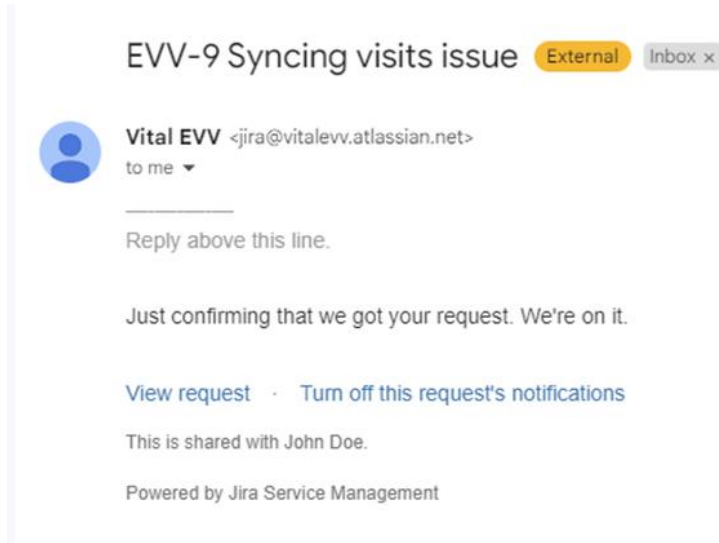 EVV-9 Syncing visits issue External Inbox ×
Vital EVV <jira@vitalevv.atlassian.net>
to me
Reply above this line.
Just confirming that we got your request. We're on it.
View request · Turn off this request's notifications
This is shared with John Doe.
Powered by Jira Service Management